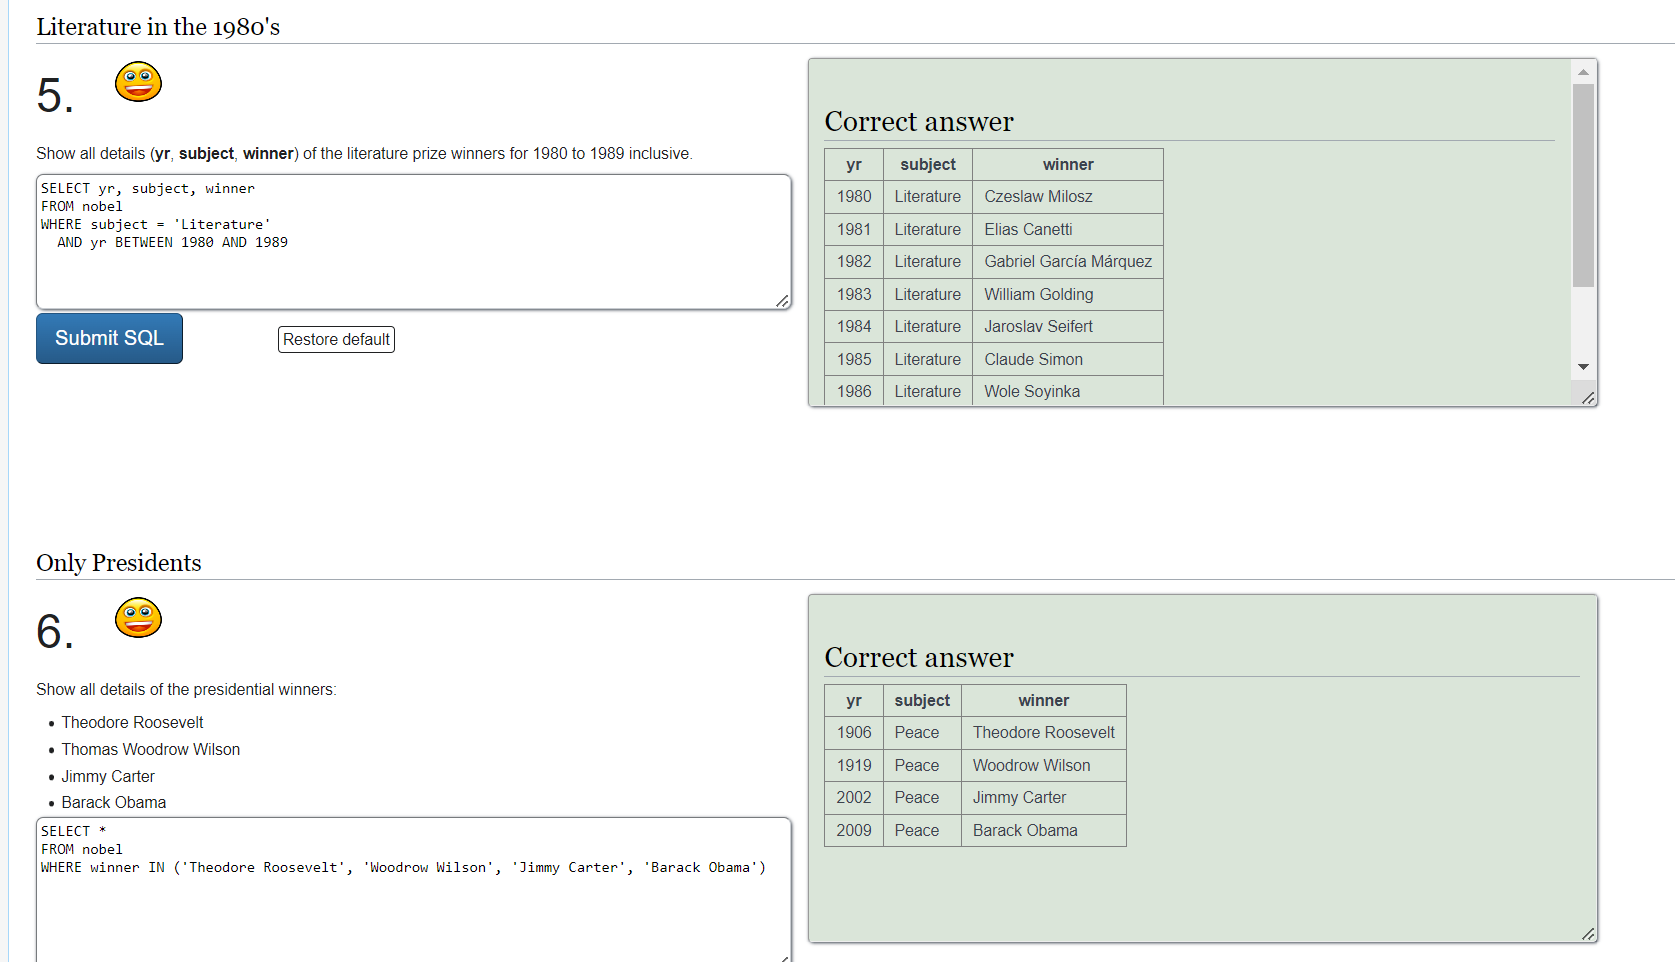 Literature in the 1980's
5.
Show all details (yr, subject, winner) of the literature prize winners for 1980 to 1989 inclusive.
SELECT yr, subject, winner
FROM nobel
WHERE subject = 'Literature'
  AND yr BETWEEN 1980 AND 1989
Submit SQL
Restore default
Correct answer
yr subject winner
1980 Literature Czeslaw Milosz
1981 Literature Elias Canetti
1982 Literature Gabriel García Márquez
1983 Literature William Golding
1984 Literature Jaroslav Seifert
1985 Literature Claude Simon
1986 Literature Wole Soyinka
Only Presidents
6.
Show all details of the presidential winners:
• Theodore Roosevelt
• Thomas Woodrow Wilson
• Jimmy Carter
• Barack Obama
SELECT *
FROM nobel
WHERE winner IN ('Theodore Roosevelt', 'Woodrow Wilson', 'Jimmy Carter', 'Barack Obama')
Correct answer
yr subject winner
1906 Peace Theodore Roosevelt
1919 Peace Woodrow Wilson
2002 Peace Jimmy Carter
2009 Peace Barack Obama